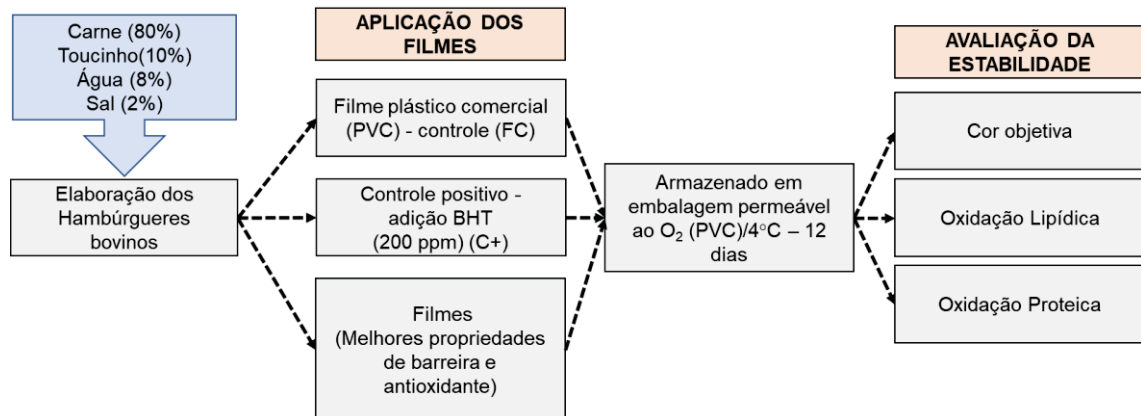 Carne (80%)
Toucinho(10%)
Água (8%)
Sal (2%)
Elaboração dos
Hambúrgueres
bovinos
APLICAÇÃO DOS
FILMES
Filme plástico comercial
(PVC) - controle (FC)
Controle positivo -
adição BHT
(200 ppm) (C+)
Filmes
(Melhores propriedades
de barreira e
antioxidante)
Armazenado em
embalagem permeável
ao O₂ (PVC)/4°C – 12
dias
AVALIAÇÃO DA
ESTABILIDADE
Cor objetiva
Oxidação Lipídica
Oxidação Proteica